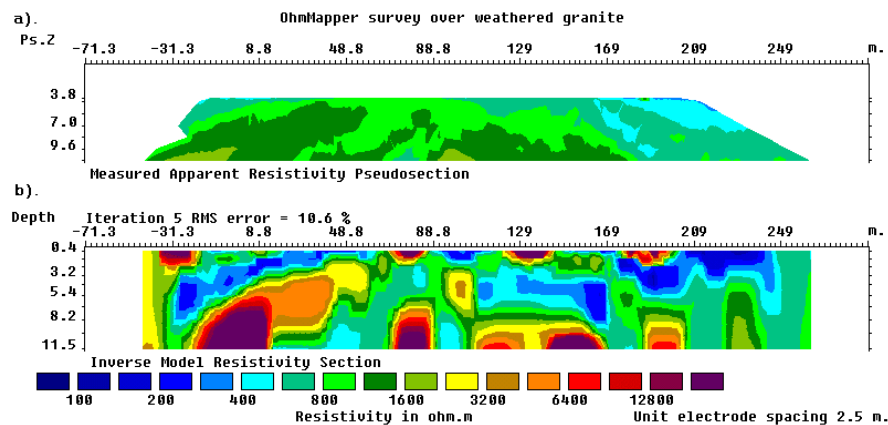 a).
OhmMapper survey over weathered granite
Ps.Z
-71.3 -31.3 8.8 48.8 88.8 129 169 209 249 m.
3.8
7.0
9.6
Measured Apparent Resistivity Pseudosection
b).
Depth Iteration 5 RMS error = 10.6 %
-71.3 -31.3 8.8 48.8 88.8 129 169 209 249 m.
0.4
3.2
5.4
8.2
11.5
Inverse Model Resistivity Section
100 200 400 800 1600 3200 6400 12800
Resistivity in ohm.m Unit electrode spacing 2.5 m.